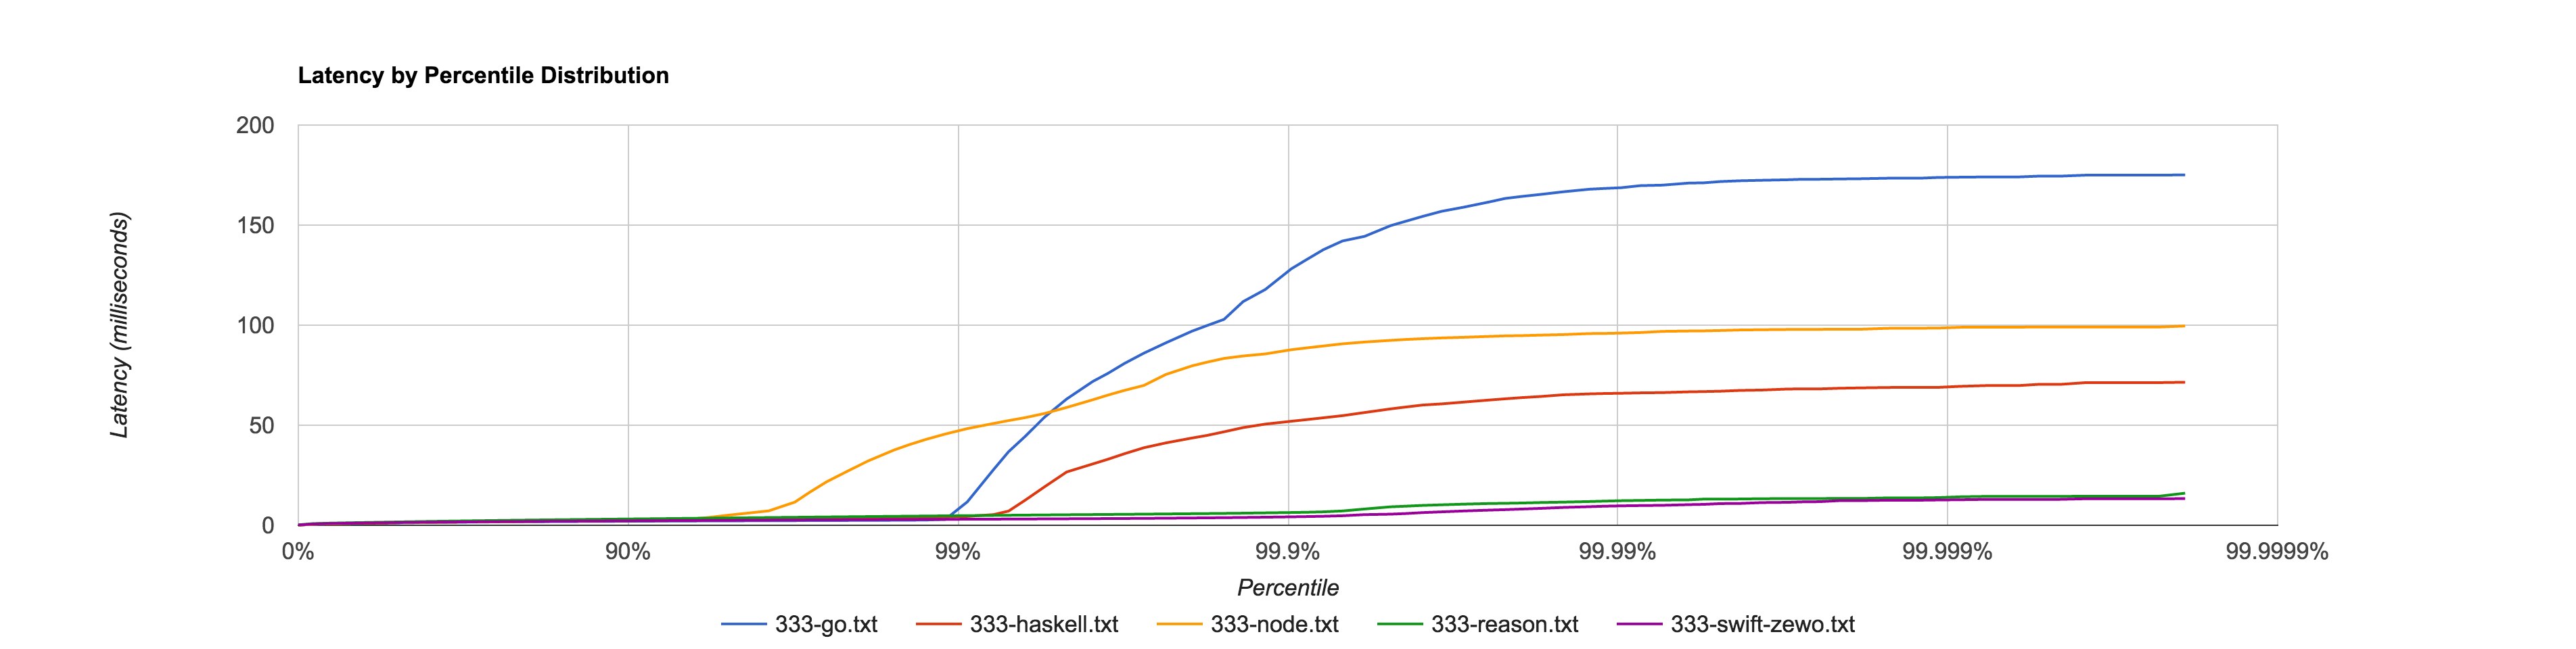 Latency by Percentile Distribution
Latency (milliseconds)
200
150
100
50
0
0% 90% 99% 99.9% 99.99% 99.999% 99.9999%
Percentile
333-go.txt 333-haskell.txt 333-node.txt 333-reason.txt 333-swift-zewo.txt